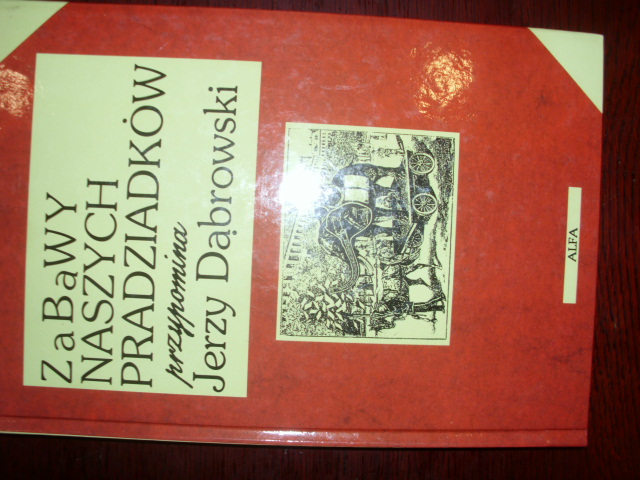 ZaBaWY
NASZYCH
PRADZIADKÓW
przypomina
Jerzy Dąbrowski
ALFA